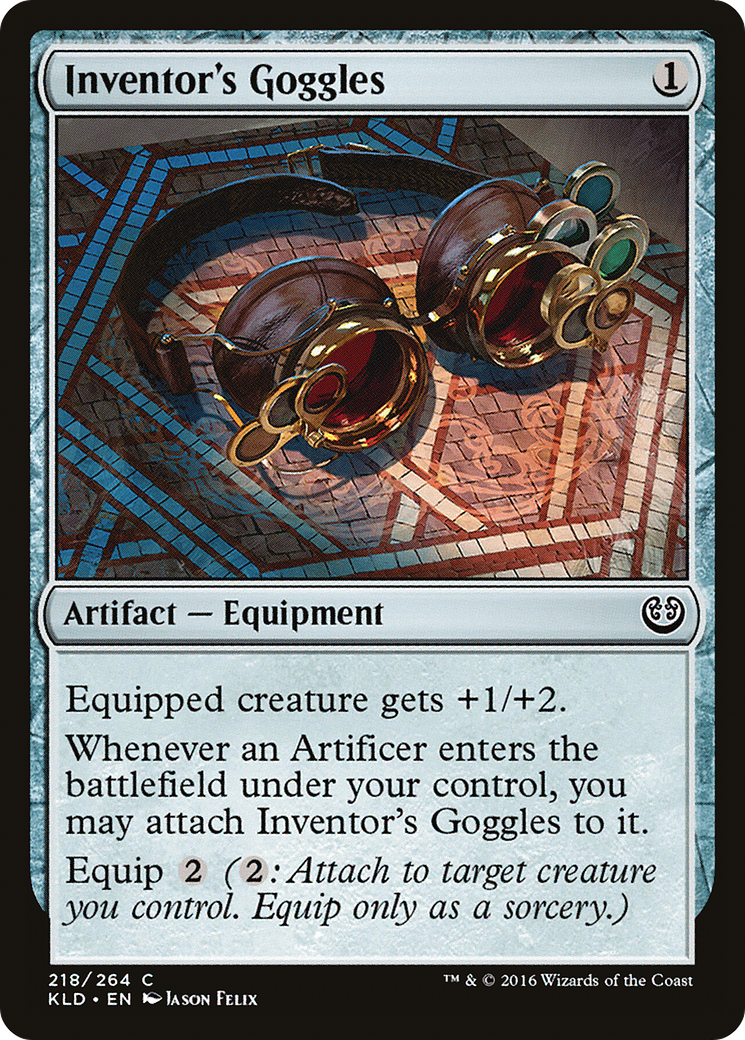 Inventor's Goggles 1
Artifact — Equipment
Equipped creature gets +1/+2.
Whenever an Artificer enters the
battlefield under your control, you
may attach Inventor's Goggles to it.
Equip 2 (2: Attach to target creature
you control. Equip only as a sorcery.)
218/264 C
KLD • EN Jason Felix
™ & © 2016 Wizards of the Coast